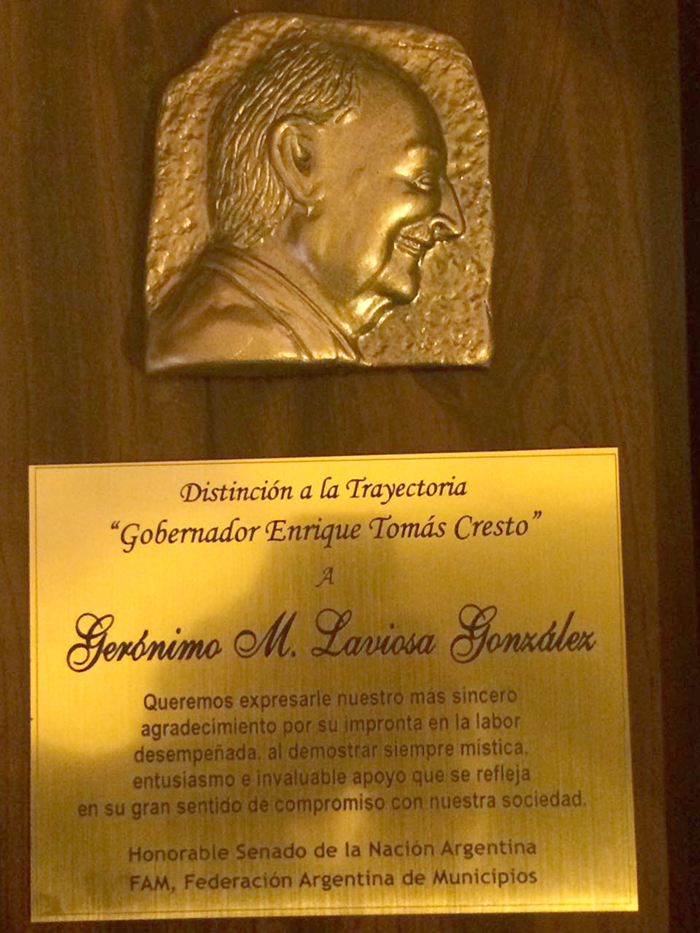 Distinción a la Trayectoria
“Gobernador Enrique Tomás Cresto”
A
Gerónimo M. Laviosa González
Queremos expresarle nuestro más sincero
agradecimiento por su impronta en la labor
desempeñada, al demostrar siempre mística,
entusiasmo e invaluable apoyo que se refleja
en su gran sentido de compromiso con nuestra sociedad.
Honorable Senado de la Nación Argentina
FAM, Federación Argentina de Municipios